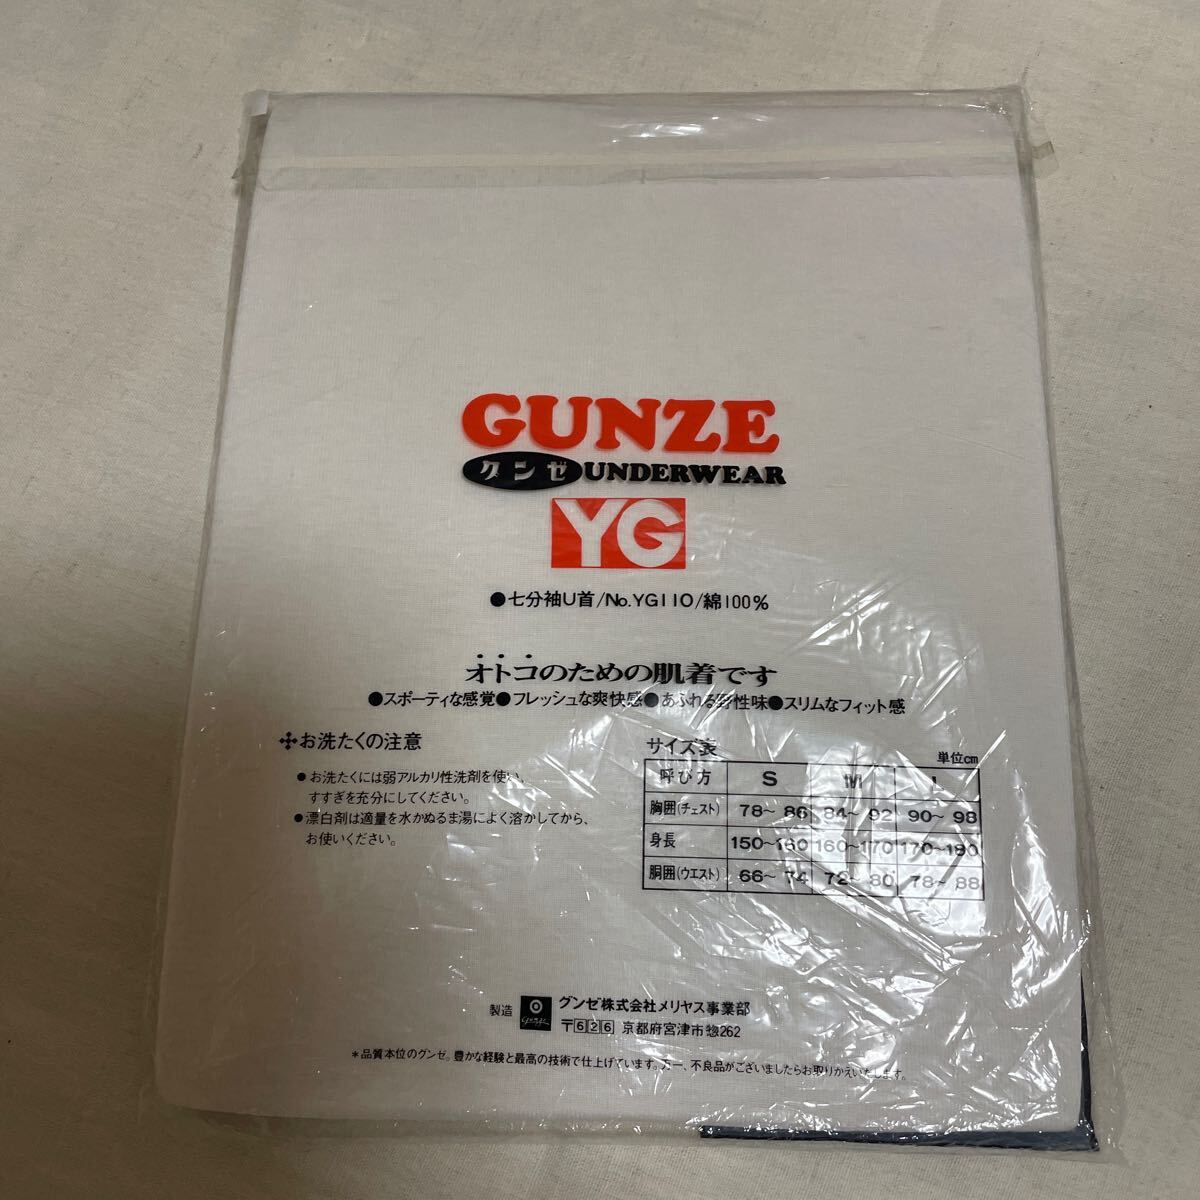 GUNZE
グンゼ UNDERWEAR
YG
●七分袖U首/No.YG110/綿100%
オトコのための肌着です
●スポーティな感覚●フレッシュな爽快感●あふれる野性味●スリムなフィット感
お洗たくの注意
●お洗たくには弱アルカリ性洗剤を使い、
すすぎを充分にしてください。
●漂白剤は適量を水かぬるま湯によく溶かしてから、
お使いください。
サイズ表 単位cm
呼び方 S M L
胸囲(チェスト) 78~86 84~92 90~98
身長 150~160 160~170 170~180
胴囲(ウエスト) 66~74 72~80 78~88
製造 グンゼ株式会社メリヤス事業部
〒626 京都府宮津市惣262
*品質本位のグンゼ。豊かな経験と最高の技術で仕上げています。万一、不良品がございましたらお取りかえいたします。